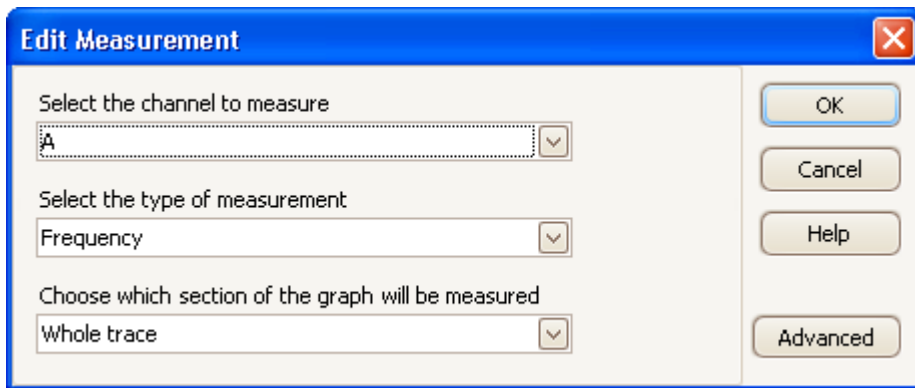 Edit Measurement
Select the channel to measure
A
Select the type of measurement
Frequency
Choose which section of the graph will be measured
Whole trace
OK
Cancel
Help
Advanced